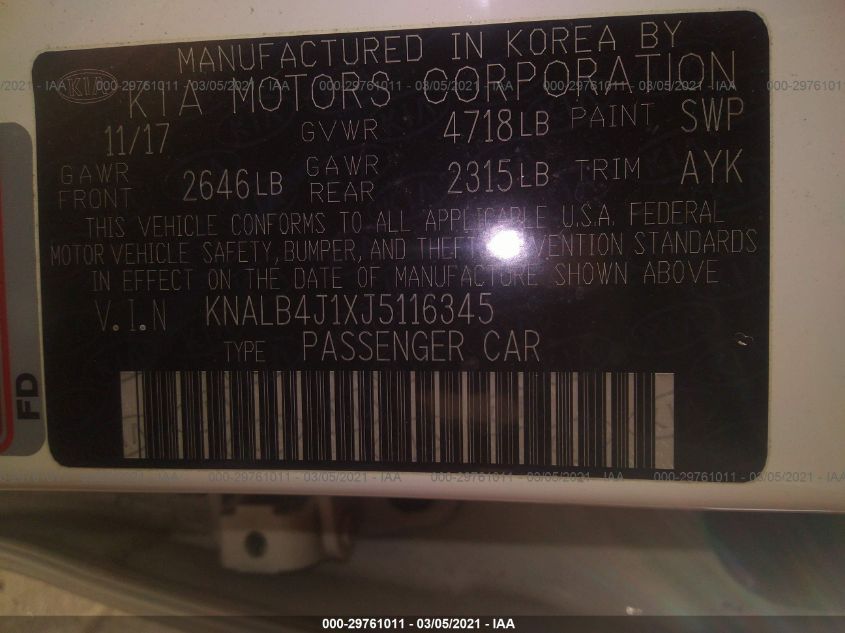 MANUFACTURED IN KOREA BY
KIA KIA MOTORS CORPORATION
11/17 GVWR 4718LB PAINT SWP
GAWR FRONT 2646LB GAWR REAR 2315LB TRIM AYK
THIS VEHICLE CONFORMS TO ALL APPLICABLE U.S.A. FEDERAL
MOTOR VEHICLE SAFETY, BUMPER, AND THEFT STANDARDS
IN EFFECT ON THE DATE OF MANUFACTURE SHOWN ABOVE
V.I.N KNALB4J1XJ5116345
TYPE PASSENGER CAR
FD
000-29761011 - 03/05/2021 - IAA